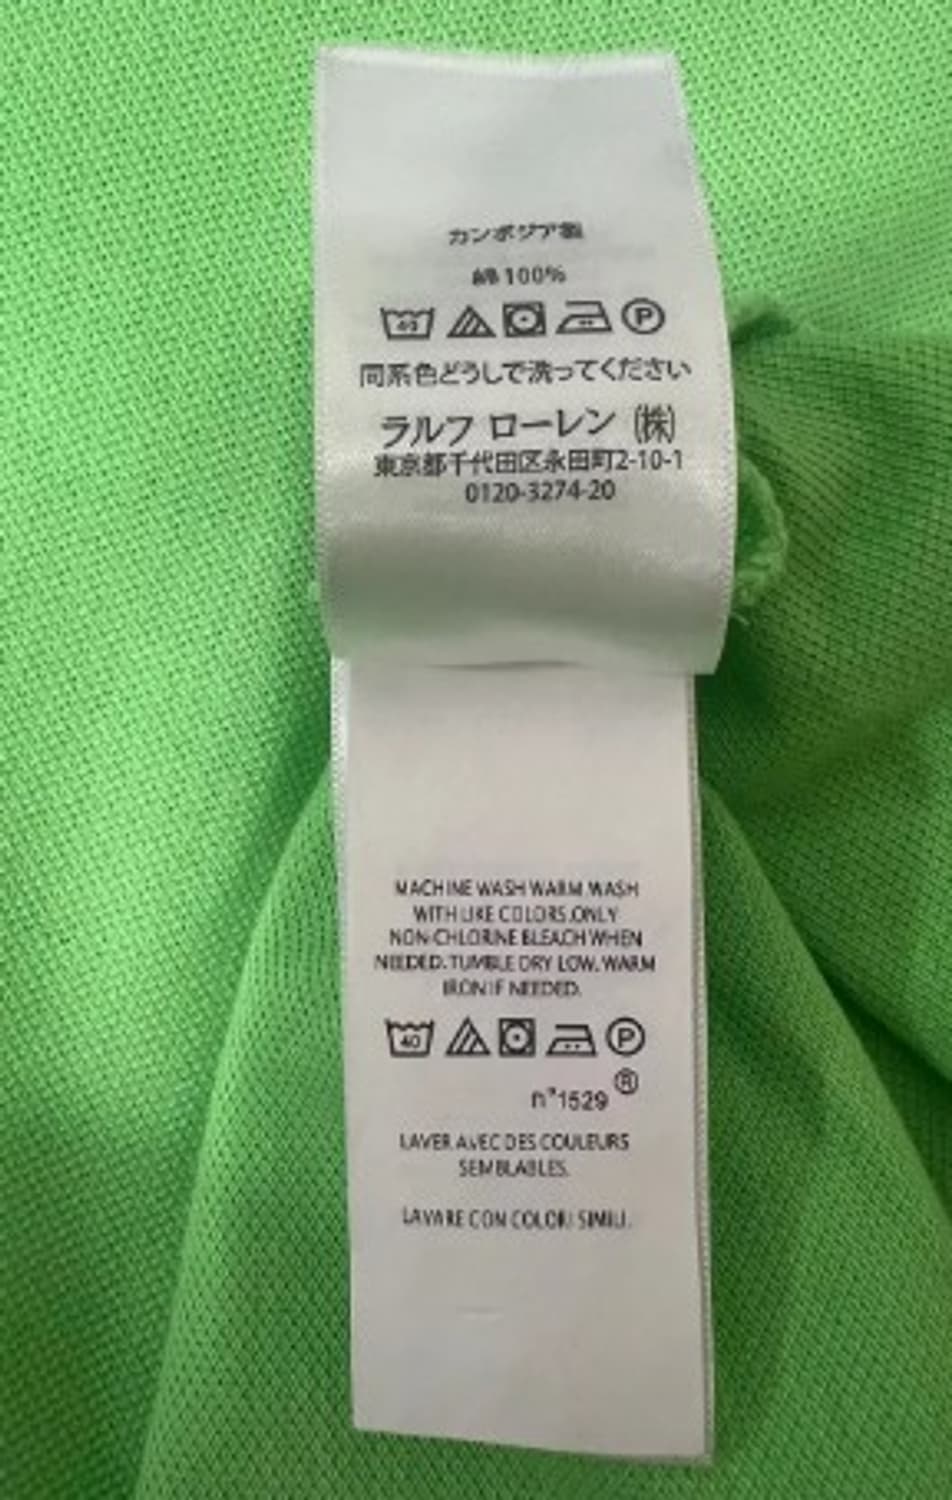 カンボジア製
綿100%
40 P
同系色どうしで洗ってください
ラルフ ローレン ㈱
東京都千代田区永田町2-10-1
0120-3274-20
MACHINE WASH WARM WASH
WITH LIKE COLORS.ONLY
NON-CHLORINE BLEACH WHEN
NEEDED. TUMBLE DRY LOW. WARM
IRON IF NEEDED.
40 P
n°1529 ®
LAVER AVEC DES COULEURS
SEMBLABLES.
LAVARE CON COLORI SIMILI.